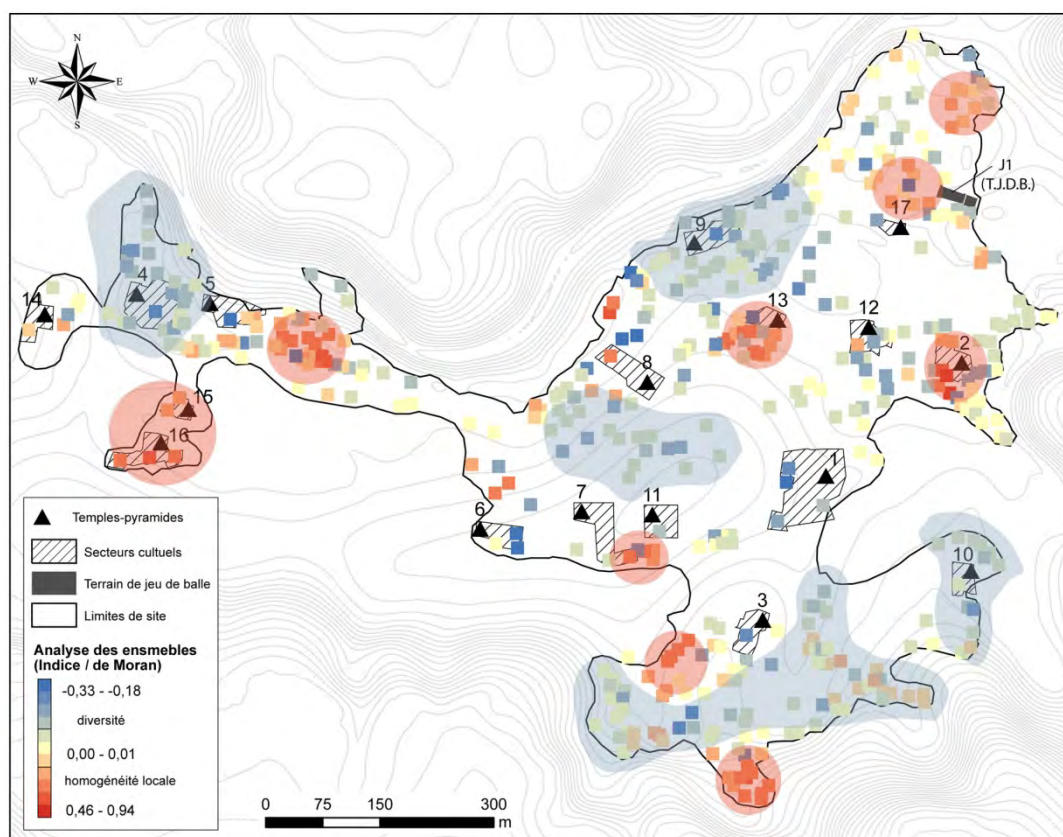 N
W E
S
J1
(T.J.D.B.)
17
9
4
5
14
13
12
2
8
15
16
1
7
11
6
10
3
Temples-pyramides
Secteurs cultuels
Terrain de jeu de balle
Limites de site
Analyse des ensmebles
(Indice / de Moran)
-0,33 - -0,18
diversité
0,00 - 0,01
homogénéité locale
0,46 - 0,94
0 75 150 300
m